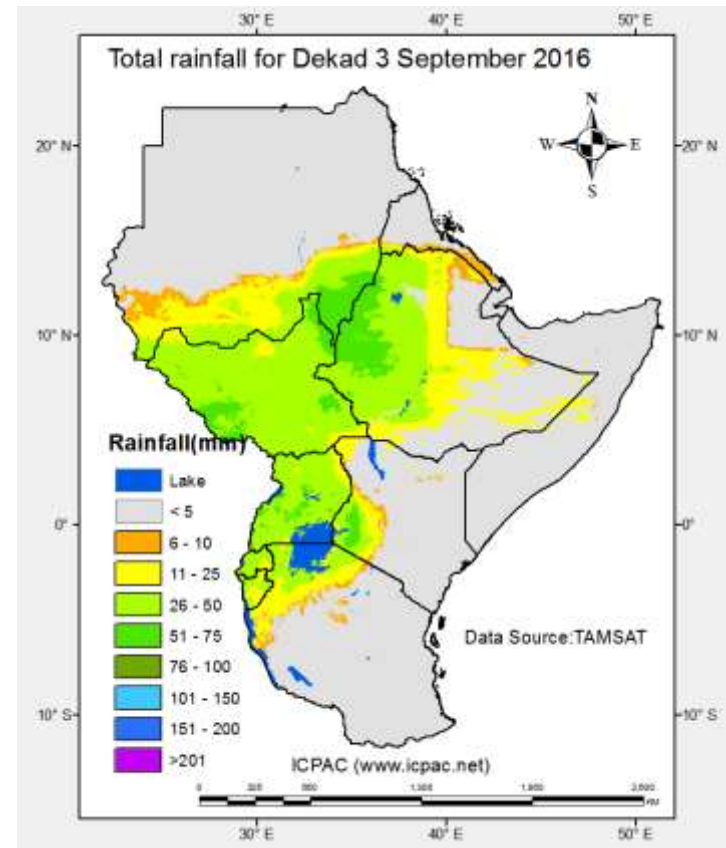 30° E 40° E 50° E
Total rainfall for Dekad 3 September 2016
N
W E
S
20° N 20° N
10° N 10° N
Rainfall(mm)
Lake
< 5
0° 0°
6 - 10
11 - 25
26 - 50
51 - 75
Data Source:TAMSAT
76 - 100
101 - 150
10° S 10° S
151 - 200
>201
ICPAC (www.icpac.net)
0
30° E 40° E 50° E